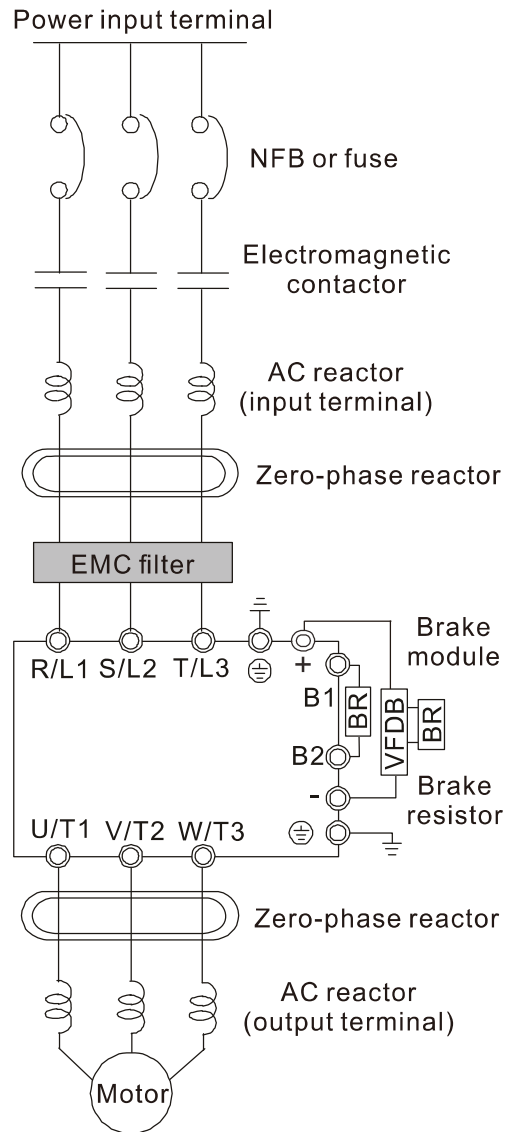 Power input terminal
NFB or fuse
Electromagnetic
contactor
AC reactor
(input terminal)
Zero-phase reactor
EMC filter
R/L1 S/L2 T/L3
+
Brake
module
B1
BR
VFDB
BR
B2
-
Brake
resistor
U/T1 V/T2 W/T3
Zero-phase reactor
AC reactor
(output terminal)
Motor